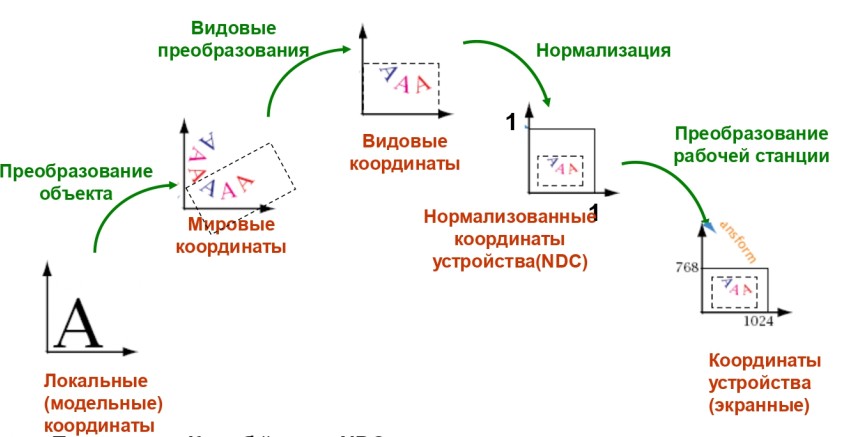 Видовые
преобразования
Нормализация
Преобразование
рабочей станции
Преобразование
объекта
A A A
Видовые
координаты
A A A
A A A
Мировые
координаты
1
A A A
1
Нормализованные
координаты
устройства(NDC)
ansform
768
A A A
1024
A
Локальные
(модельные)
координаты
Координаты
устройства
(экранные)